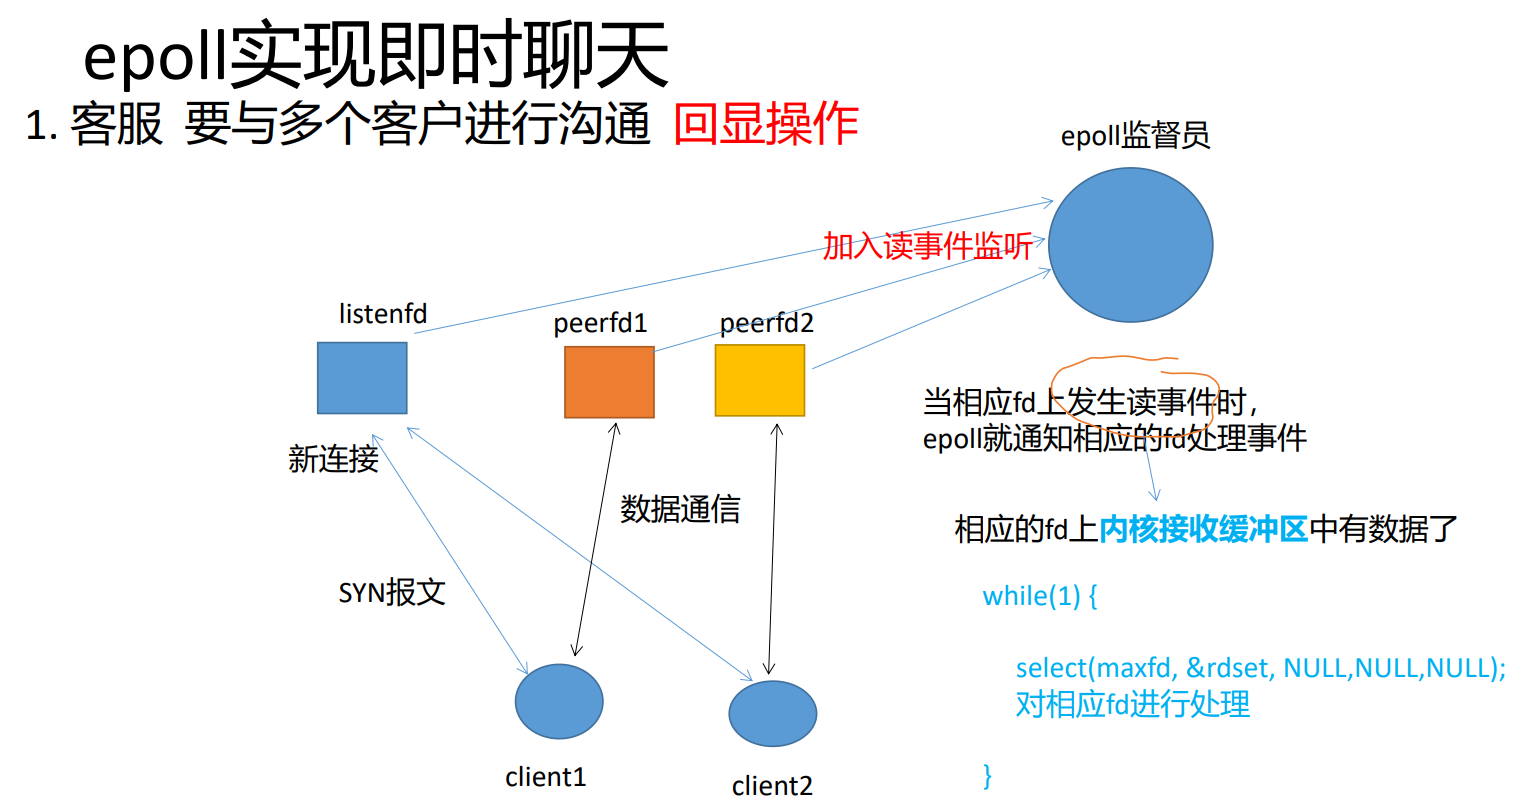 epoll实现即时聊天
1. 客服 要与多个客户进行沟通 回显操作
epoll监督员
加入读事件监听
listenfd
peerfd1
peerfd2
当相应fd上发生读事件时,
epoll就通知相应的fd处理事件
新连接
数据通信
相应的fd上内核接收缓冲区中有数据了
SYN报文
while(1) {
select(maxfd, &rdset, NULL,NULL,NULL);
对相应fd进行处理
}
client1
client2